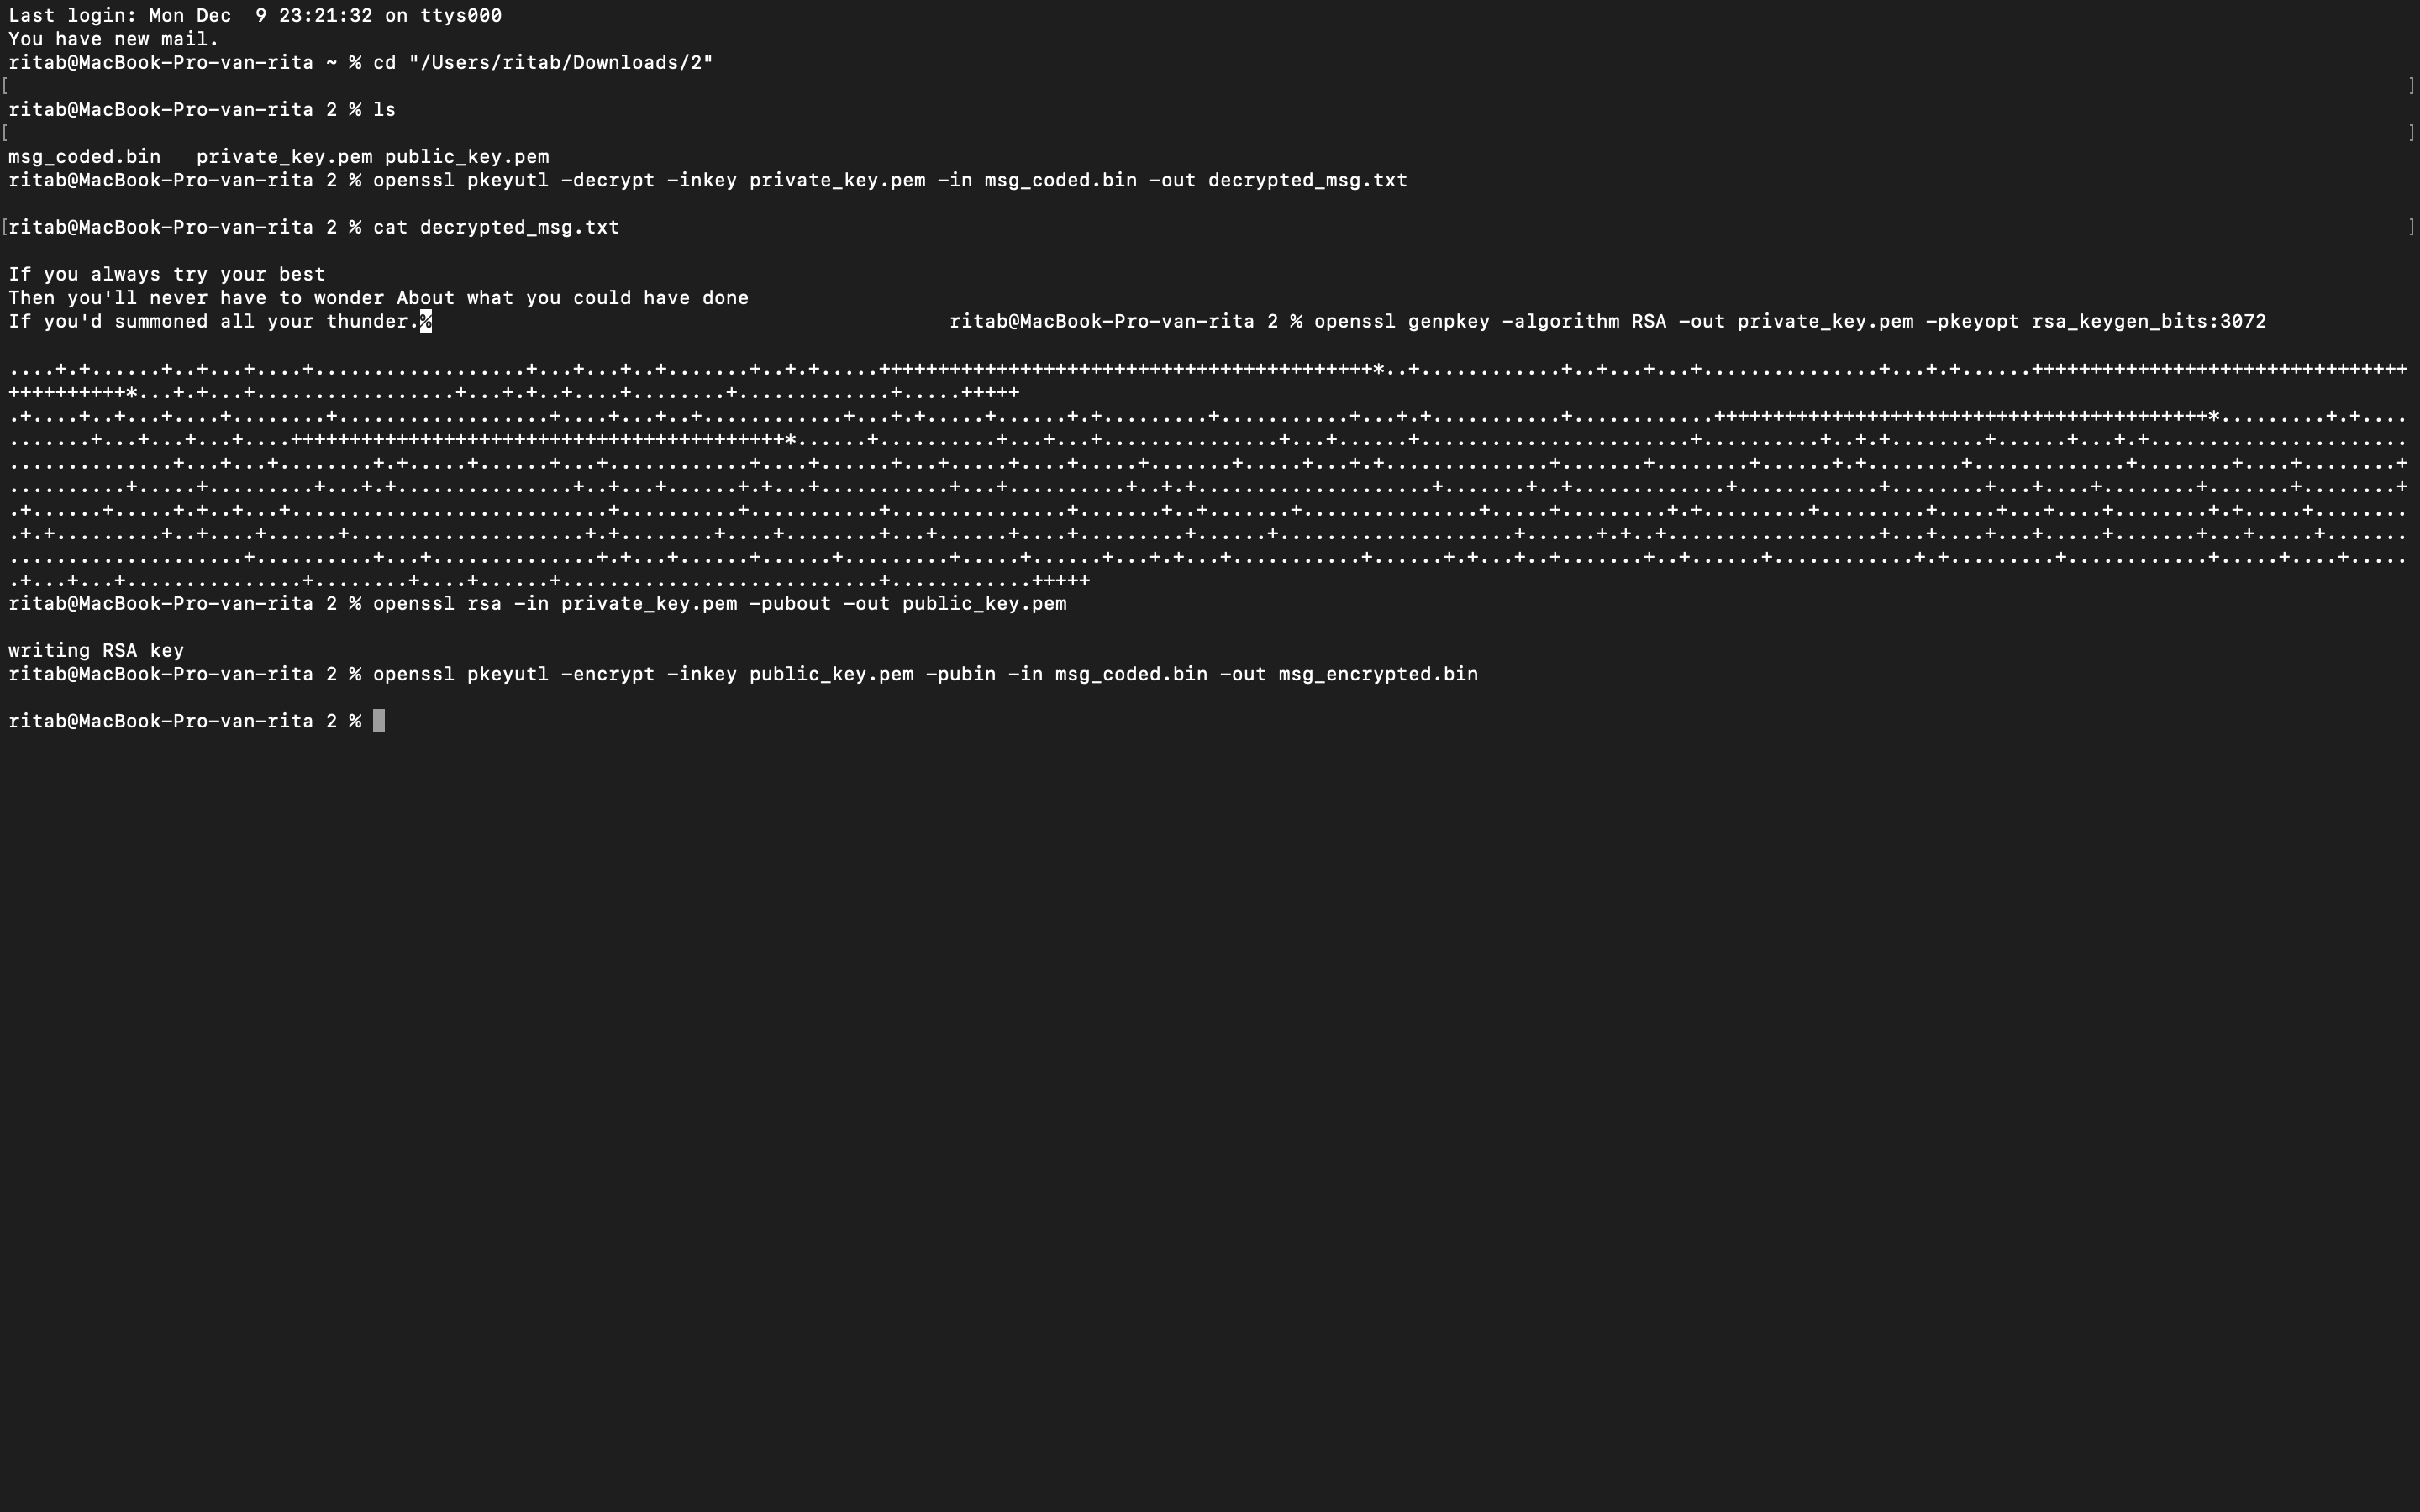 Last login: Mon Dec  9 23:21:32 on ttys000
You have new mail.
ritab@MacBook-Pro-van-rita ~ % cd "/Users/ritab/Downloads/2"
[ ]
ritab@MacBook-Pro-van-rita 2 % ls
[ ]
msg_coded.bin   private_key.pem public_key.pem
ritab@MacBook-Pro-van-rita 2 % openssl pkeyutl -decrypt -inkey private_key.pem -in msg_coded.bin -out decrypted_msg.txt
[ritab@MacBook-Pro-van-rita 2 % cat decrypted_msg.txt ]
If you always try your best
Then you'll never have to wonder About what you could have done
If you'd summoned all your thunder.% ritab@MacBook-Pro-van-rita 2 % openssl genpkey -algorithm RSA -out private_key.pem -pkeyopt rsa_keygen_bits:3072
ritab@MacBook-Pro-van-rita 2 % openssl rsa -in private_key.pem -pubout -out public_key.pem
writing RSA key
ritab@MacBook-Pro-van-rita 2 % openssl pkeyutl -encrypt -inkey public_key.pem -pubin -in msg_coded.bin -out msg_encrypted.bin
ritab@MacBook-Pro-van-rita 2 %